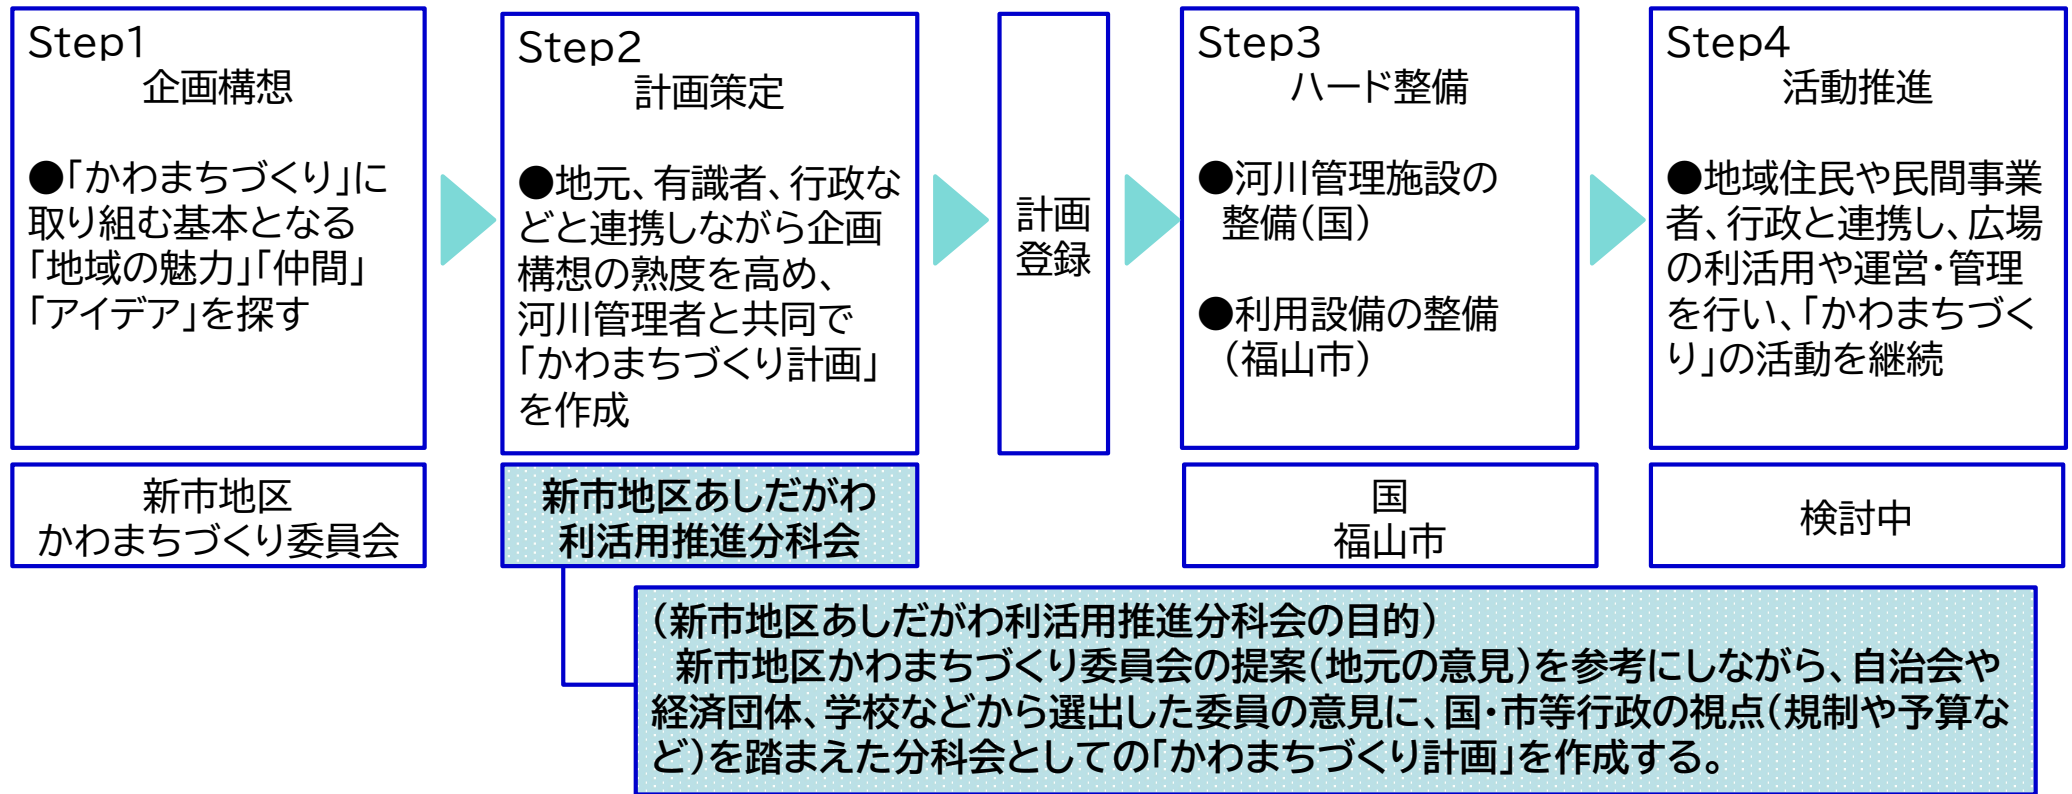 Step1
企画構想
●「かわまちづくり」に
取り組む基本となる
「地域の魅力」「仲間」
「アイデア」を探す
新市地区
かわまちづくり委員会
Step2
計画策定
●地元、有識者、行政な
どと連携しながら企画
構想の熟度を高め、
河川管理者と共同で
「かわまちづくり計画」
を作成
新市地区あしだがわ
利活用推進分科会
計画
登録
Step3
ハード整備
●河川管理施設の
整備(国)
●利用設備の整備
(福山市)
国
福山市
Step4
活動推進
●地域住民や民間事業
者、行政と連携し、広場
の利活用や運営・管理
を行い、「かわまちづく
り」の活動を継続
検討中
(新市地区あしだがわ利活用推進分科会の目的)
新市地区かわまちづくり委員会の提案(地元の意見)を参考にしながら、自治会や
経済団体、学校などから選出した委員の意見に、国・市等行政の視点(規制や予算な
ど)を踏まえた分科会としての「かわまちづくり計画」を作成する。